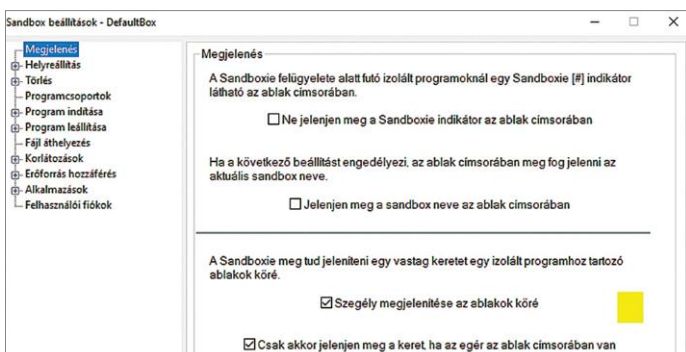 Sandbox beállítások - DefaultBox
Megjelenés
Helyreállítás
Törlés
Programcsoportok
Program indítása
Program leállítása
Fájl áthelyezés
Korlátozások
Erőforrás hozzáférés
Alkalmazások
Felhasználói fiókok
Megjelenés
A Sandboxie felügyelete alatt futó izolált programoknál egy Sandboxie [#] indikátor
látható az ablak címsorában.
Ne jelenjen meg a Sandboxie indikátor az ablak címsorában
Ha a következő beállítást engedélyezi, az ablak címsorában meg fog jelenni az
aktuális sandbox neve.
Jelenjen meg a sandbox neve az ablak címsorában
A Sandboxie meg tud jeleníteni egy vastag keretet egy izolált programhoz tartozó
ablakok köré.
Szegély megjelenítése az ablakok köré
Csak akkor jelenjen meg a keret, ha az egér az ablak címsorában van